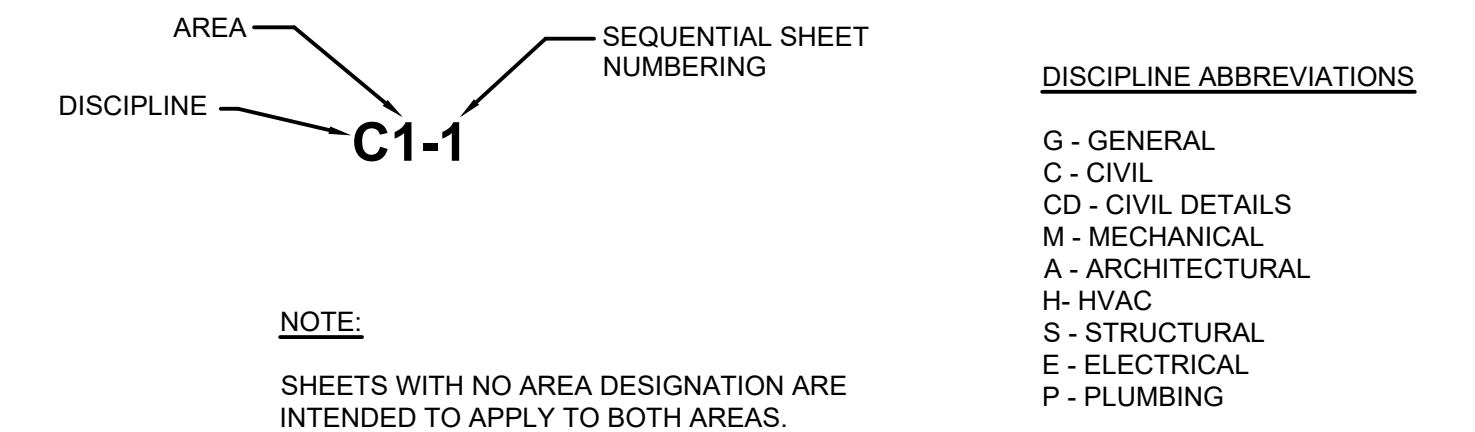 AREA
SEQUENTIAL SHEET
NUMBERING
DISCIPLINE
C1-1
NOTE:
SHEETS WITH NO AREA DESIGNATION ARE
INTENDED TO APPLY TO BOTH AREAS.
DISCIPLINE ABBREVIATIONS
G - GENERAL
C - CIVIL
CD - CIVIL DETAILS
M - MECHANICAL
A - ARCHITECTURAL
H- HVAC
S - STRUCTURAL
E - ELECTRICAL
P - PLUMBING